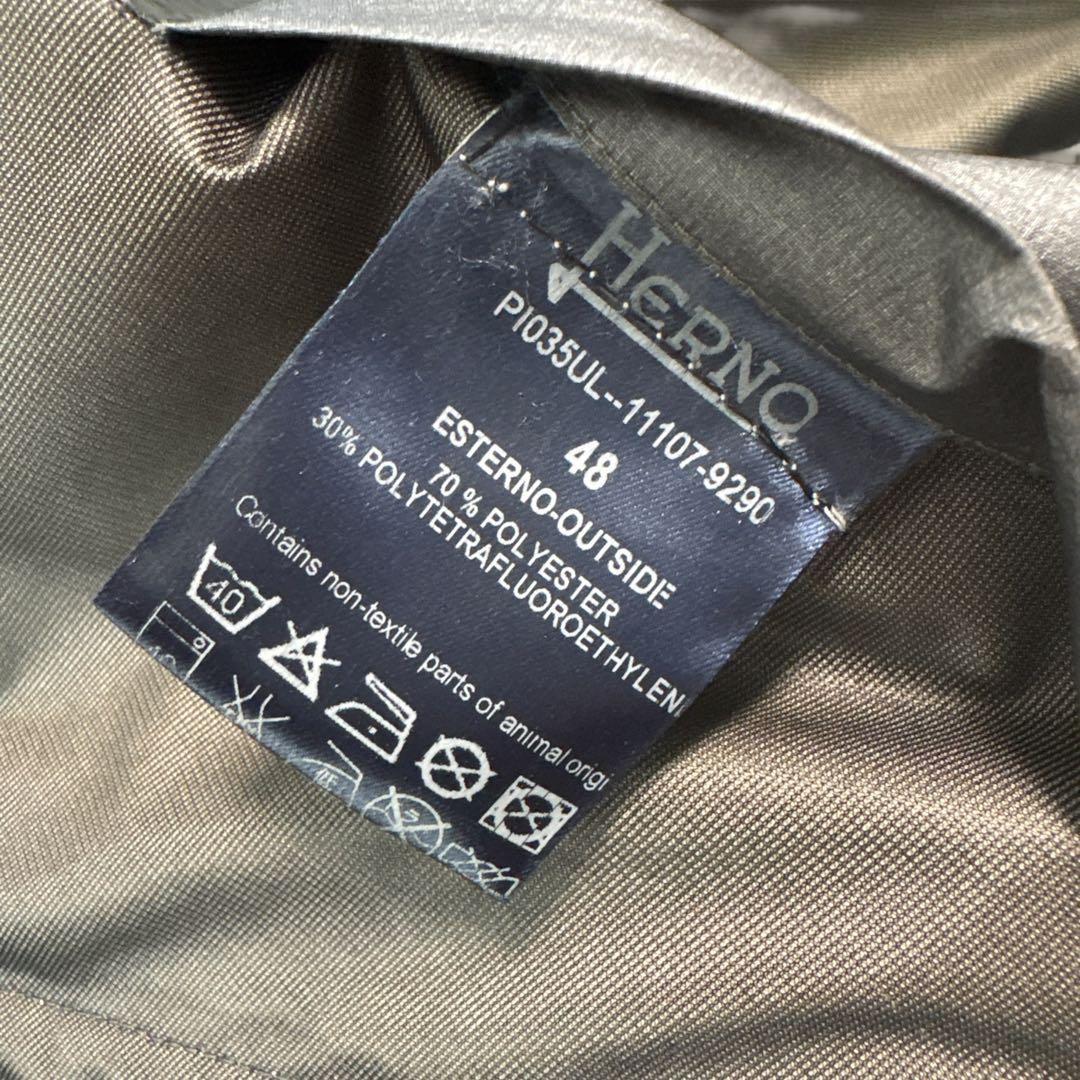 HERNO
PI035UL--11107-9290
48
ESTERNO-OUTSIDE
70 % POLYESTER
30% POLYTETRAFLUOROETHYLEN
Contains non-textile parts of animal origi
40